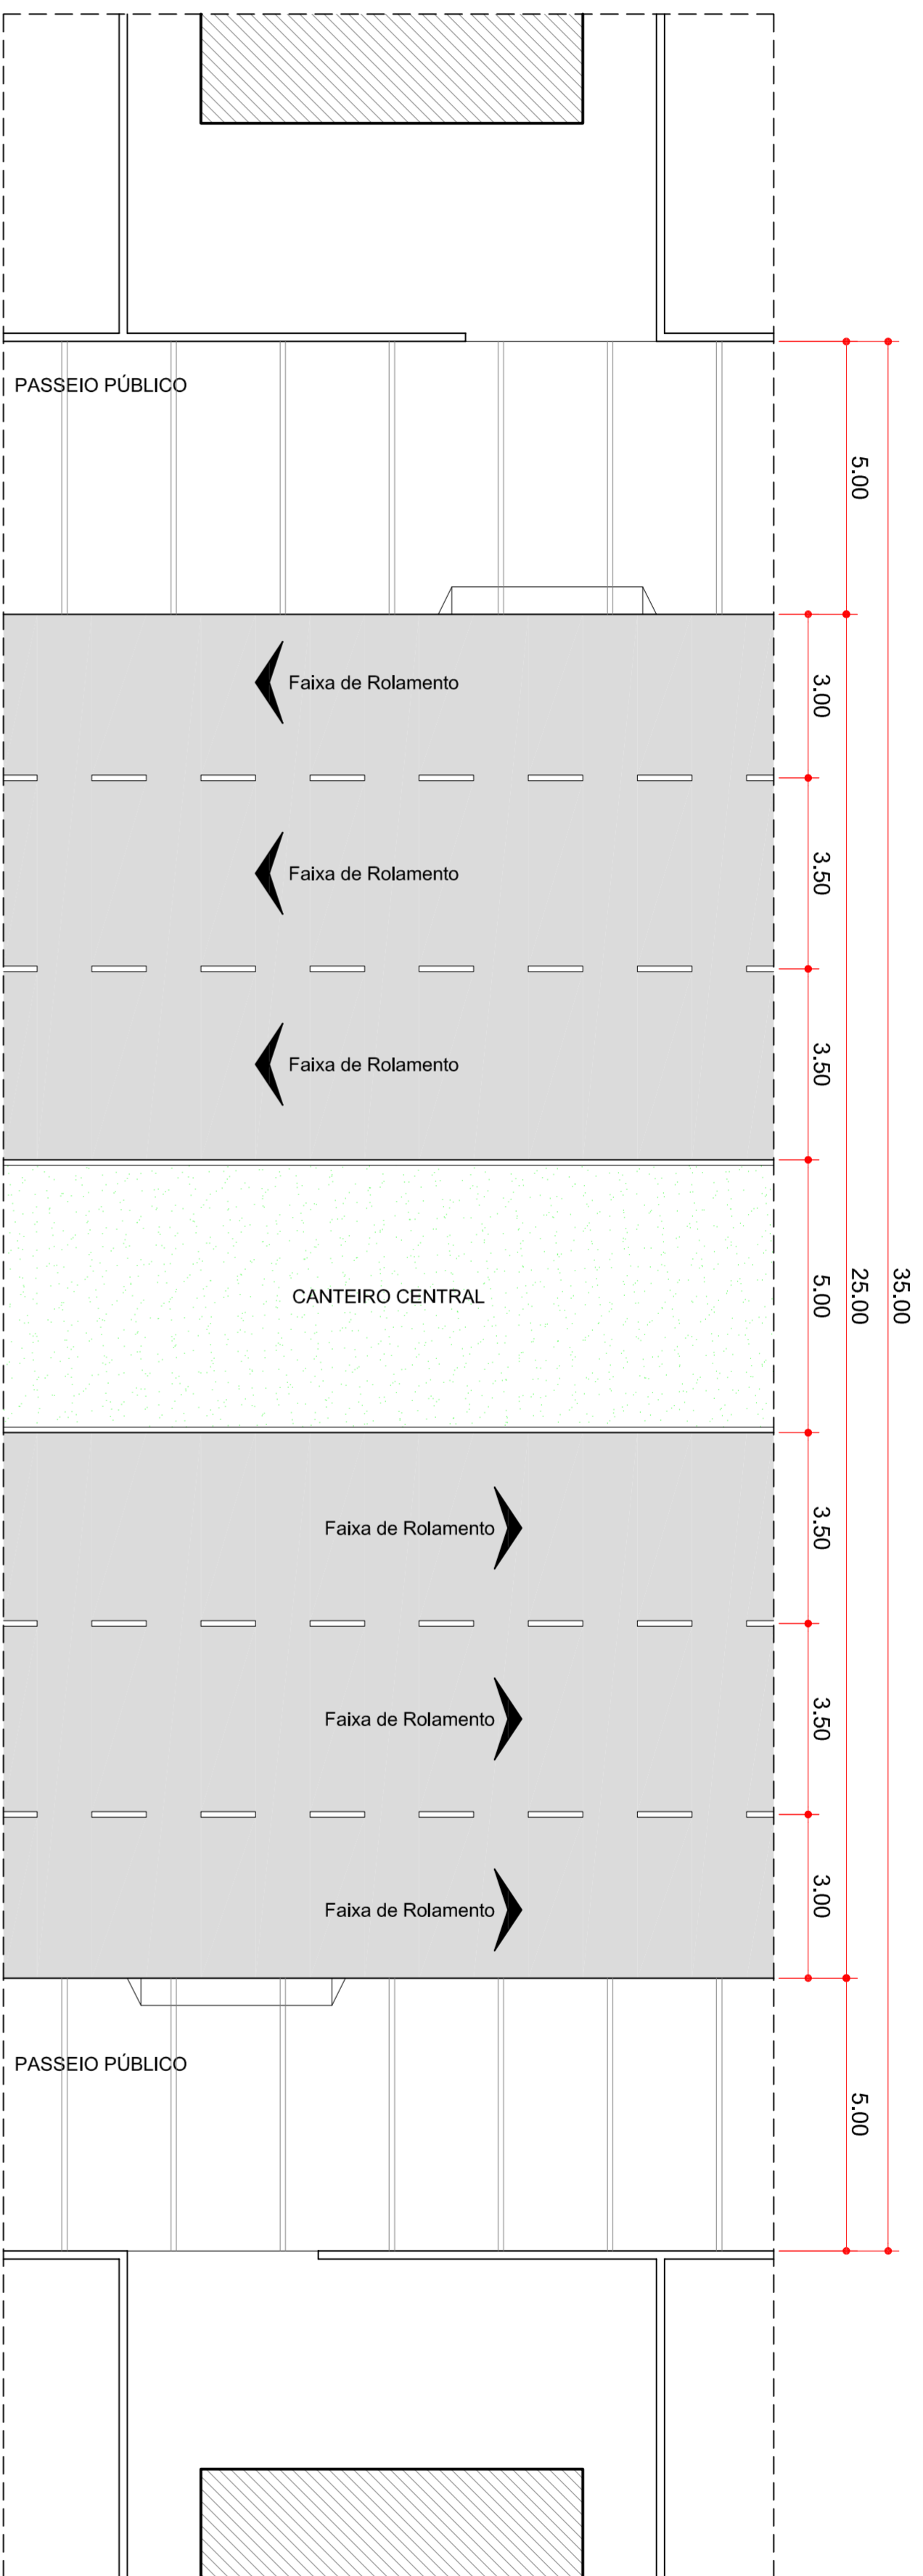 PASSEIO PÚBLICO
5.00
Faixa de Rolamento
3.00
Faixa de Rolamento
3.50
Faixa de Rolamento
3.50
CANTEIRO CENTRAL
5.00
25.00
35.00
Faixa de Rolamento
3.50
Faixa de Rolamento
3.50
Faixa de Rolamento
3.00
PASSEIO PÚBLICO
5.00